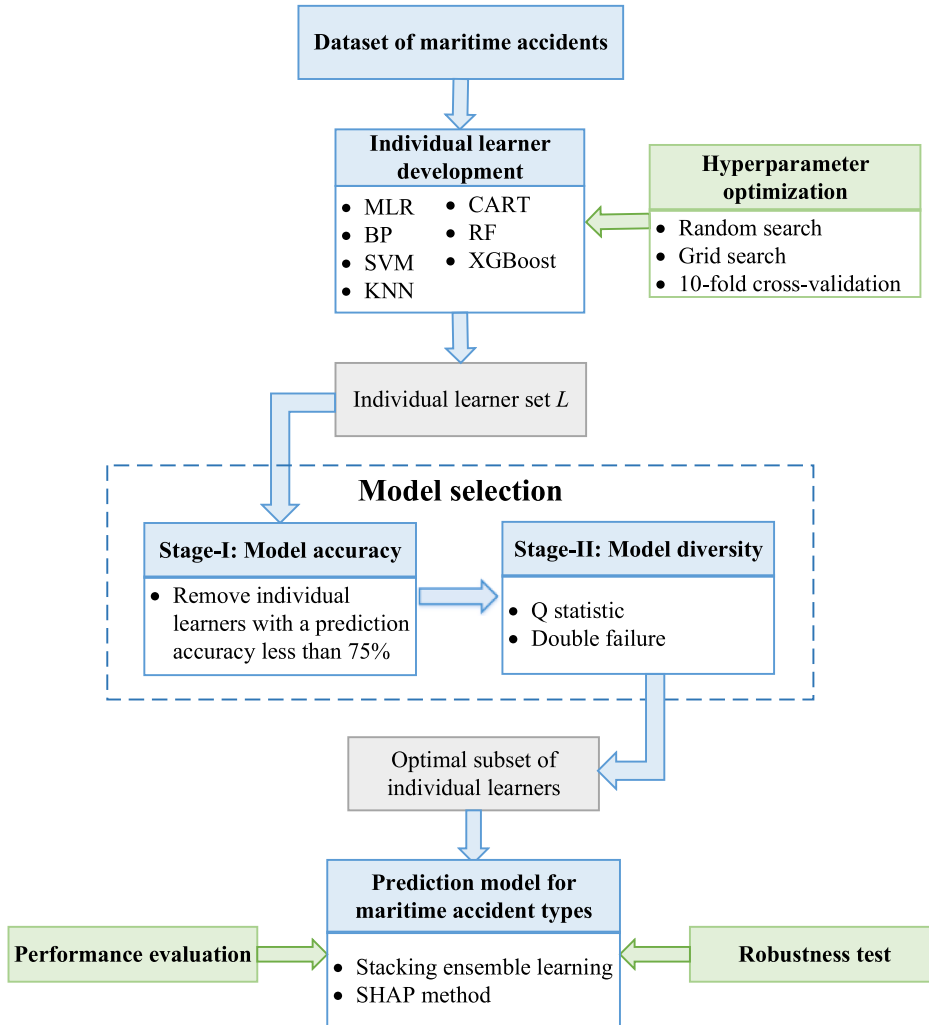 Dataset of maritime accidents
Individual learner
development
• MLR
• BP
• SVM
• KNN
• CART
• RF
• XGBoost
Hyperparameter
optimization
• Random search
• Grid search
• 10-fold cross-validation
Individual learner set L
Model selection
Stage-I: Model accuracy
• Remove individual
learners with a prediction
accuracy less than 75%
Stage-II: Model diversity
• Q statistic
• Double failure
Optimal subset of
individual learners
Prediction model for
maritime accident types
• Stacking ensemble learning
• SHAP method
Performance evaluation
Robustness test